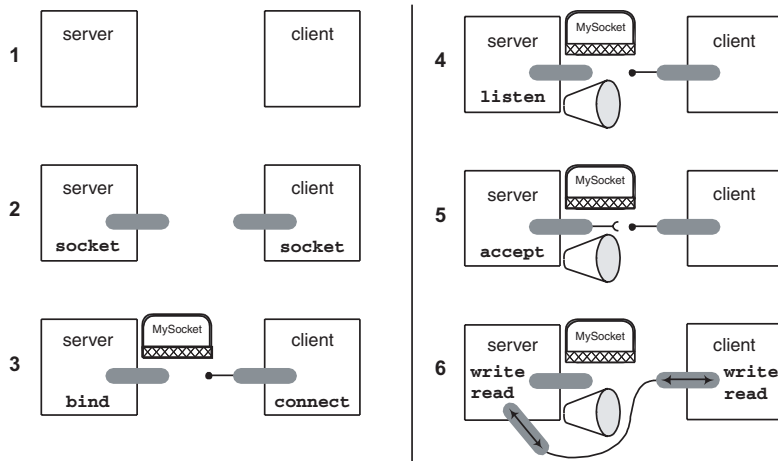 1
server
client
2
server
client
socket
socket
3
MySocket
server
client
bind
connect
4
MySocket
server
client
listen
5
MySocket
server
client
accept
6
MySocket
server
client
write
read
write
read